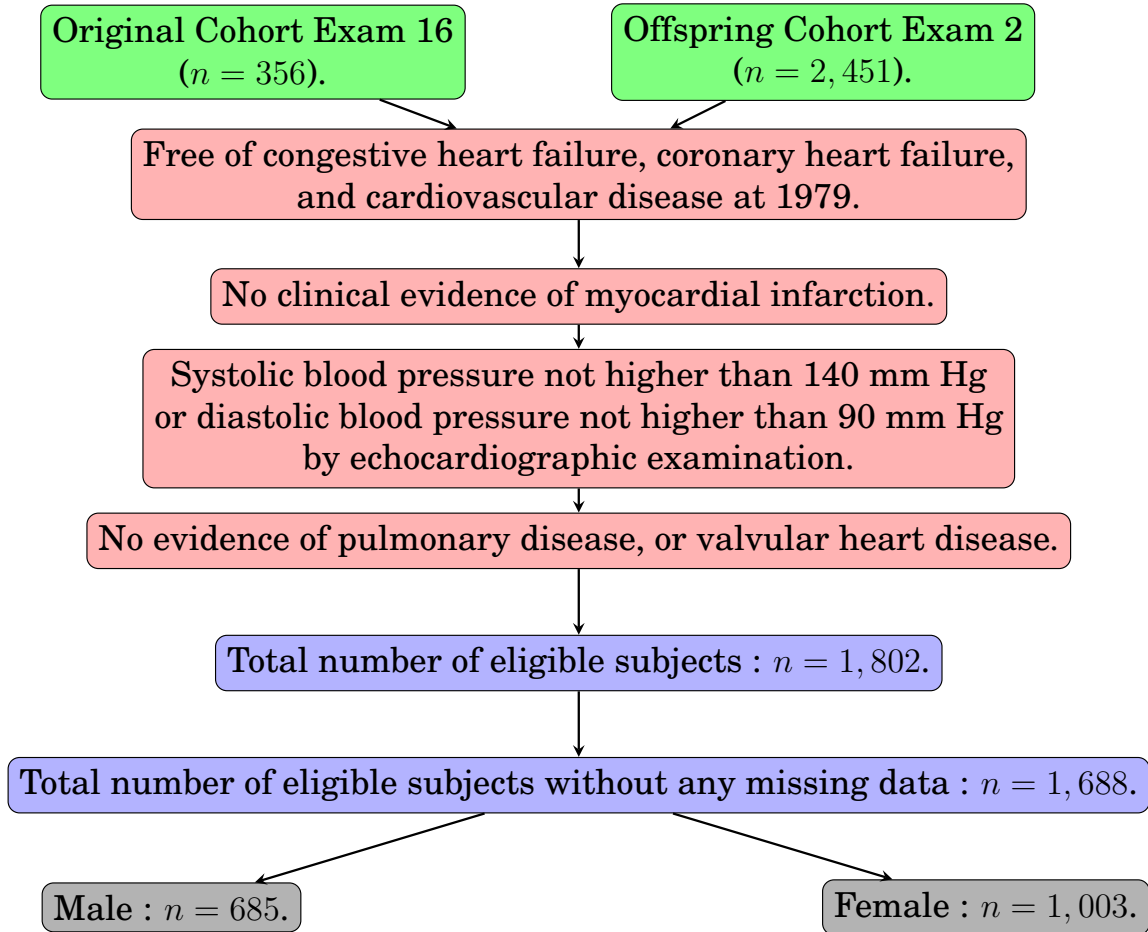 Original Cohort Exam 16
(n = 356).
Offspring Cohort Exam 2
(n = 2, 451).
Free of congestive heart failure, coronary heart failure,
and cardiovascular disease at 1979.
No clinical evidence of myocardial infarction.
Systolic blood pressure not higher than 140 mm Hg
or diastolic blood pressure not higher than 90 mm Hg
by echocardiographic examination.
No evidence of pulmonary disease, or valvular heart disease.
Total number of eligible subjects : n = 1, 802.
Total number of eligible subjects without any missing data : n = 1, 688.
Male : n = 685.
Female : n = 1, 003.